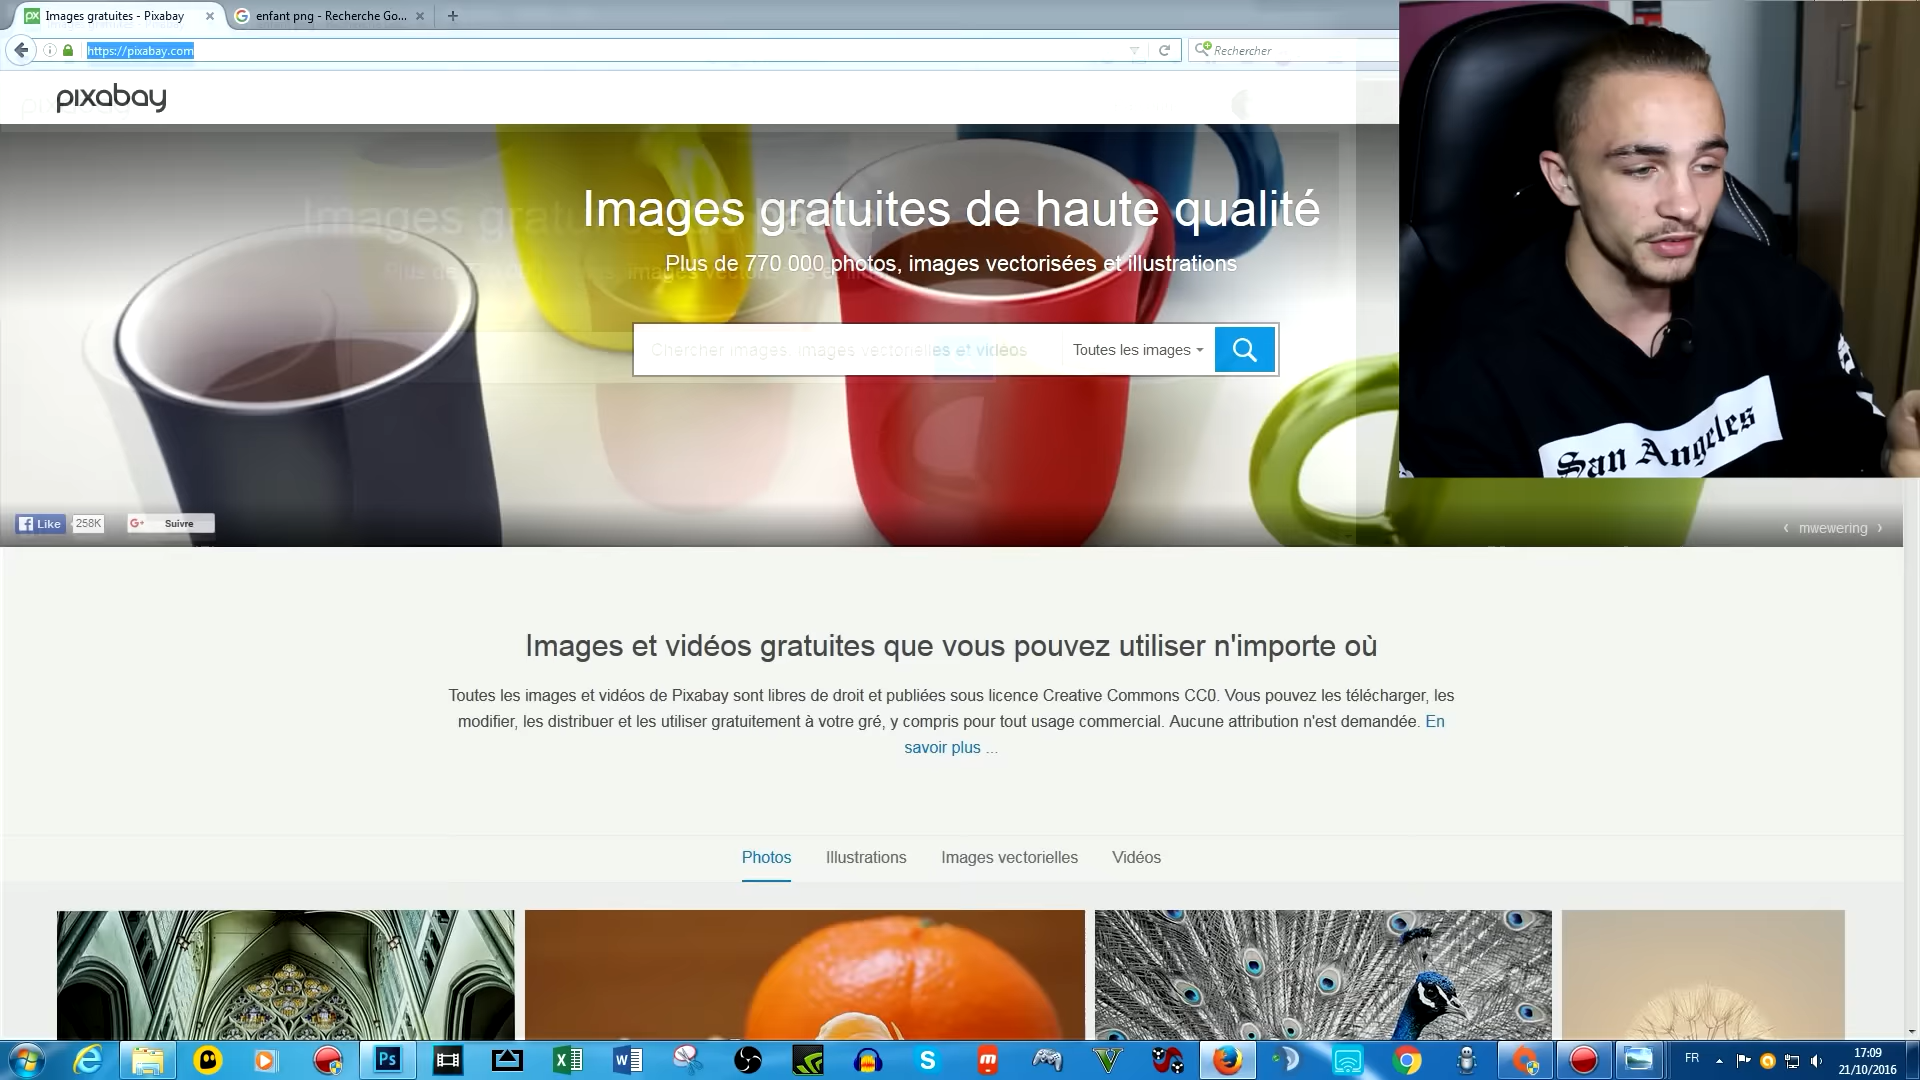 Images gratuites - Pixabay
enfant png - Recherche Go...
https://pixabay.com
Rechercher
pixabay
Images gratuites de haute qualité
Plus de 770 000 photos, images vectorisées et illustrations
Chercher images, images vectorielles et vidéos
Toutes les images
San Angeles
Like 258K
G+ Suivre
‹ mwewering ›
Images et vidéos gratuites que vous pouvez utiliser n'importe où
Toutes les images et vidéos de Pixabay sont libres de droit et publiées sous licence Creative Commons CC0. Vous pouvez les télécharger, les
modifier, les distribuer et les utiliser gratuitement à votre gré, y compris pour tout usage commercial. Aucune attribution n'est demandée. En
savoir plus ...
Photos Illustrations Images vectorielles Vidéos
Ps
FR
17:09
21/10/2016